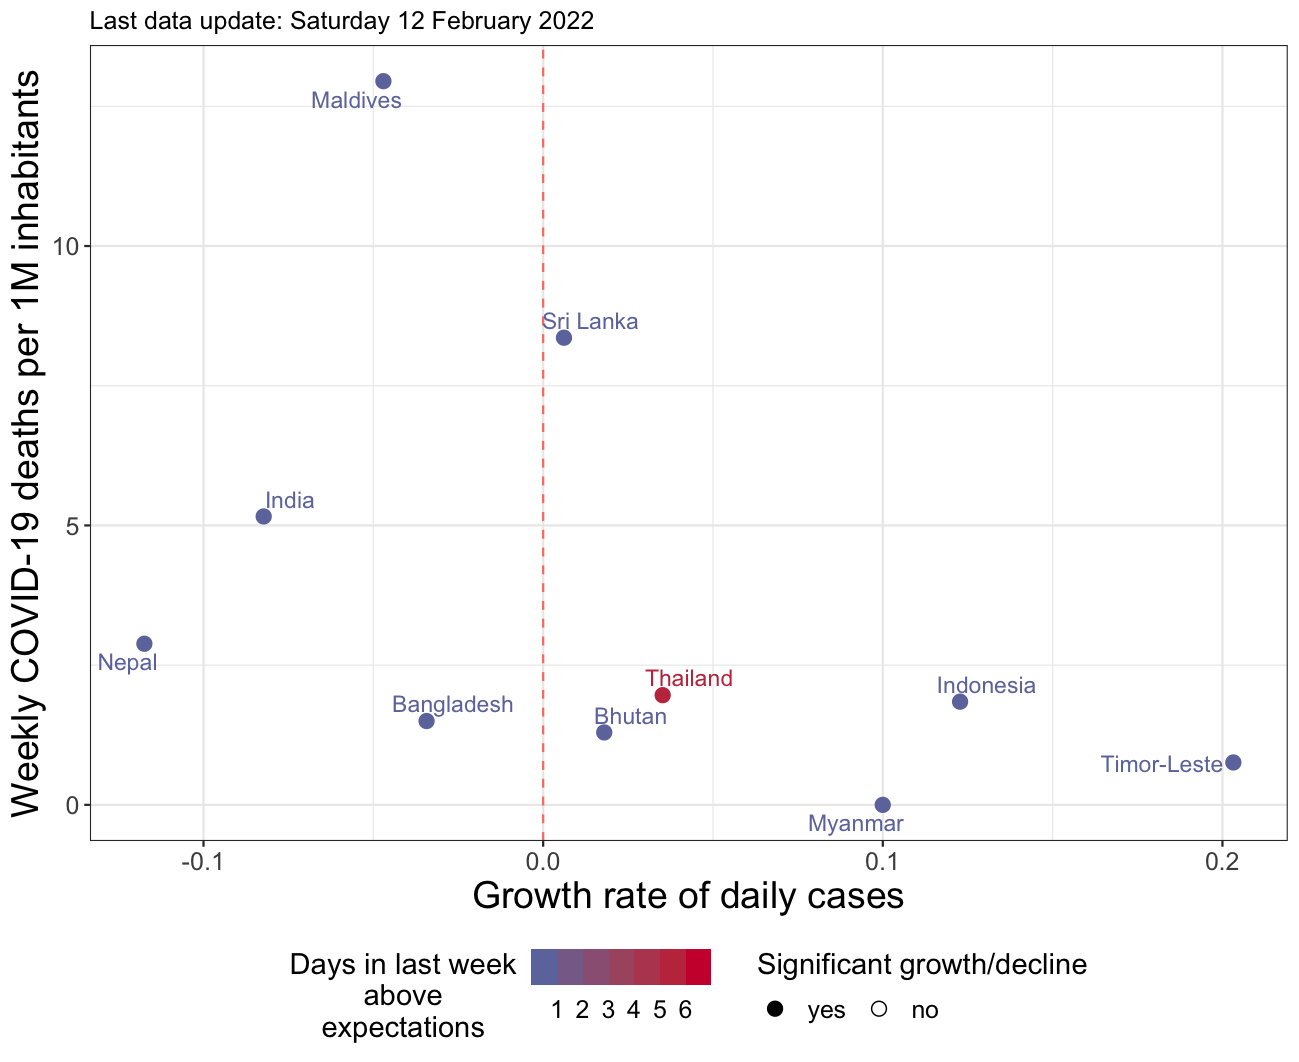 Last data update: Saturday 12 February 2022
Weekly COVID-19 deaths per 1M inhabitants
10
5
0
Maldives
Sri Lanka
India
Nepal
Thailand
Indonesia
Bangladesh
Bhutan
Timor-Leste
Myanmar
-0.1 0.0 0.1 0.2
Growth rate of daily cases
Days in last week
above
expectations
1 2 3 4 5 6
Significant growth/decline
yes no